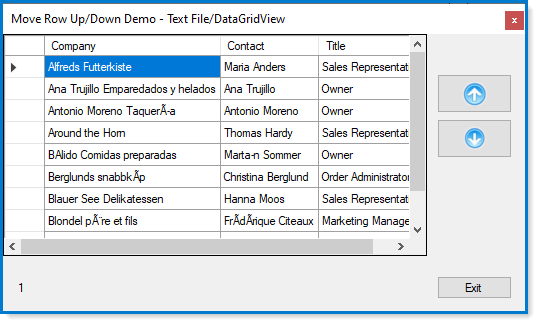 Move Row Up/Down Demo - Text File/DataGridView x
Company Contact Title
Alfreds Futterkiste Maria Anders Sales Representat
Ana Trujillo Emparedados y helados Ana Trujillo Owner
Antonio Moreno TaquerÃ-a Antonio Moreno Owner
Around the Horn Thomas Hardy Sales Representat
BAlido Comidas preparadas Marta-n Sommer Owner
Berglunds snabbkÃp Christina Berglund Order Administrator
Blauer See Delikatessen Hanna Moos Sales Representat
Blondel pÃ¨re et fils FrÃdÃrique Citeaux Marketing Manage
1 Exit